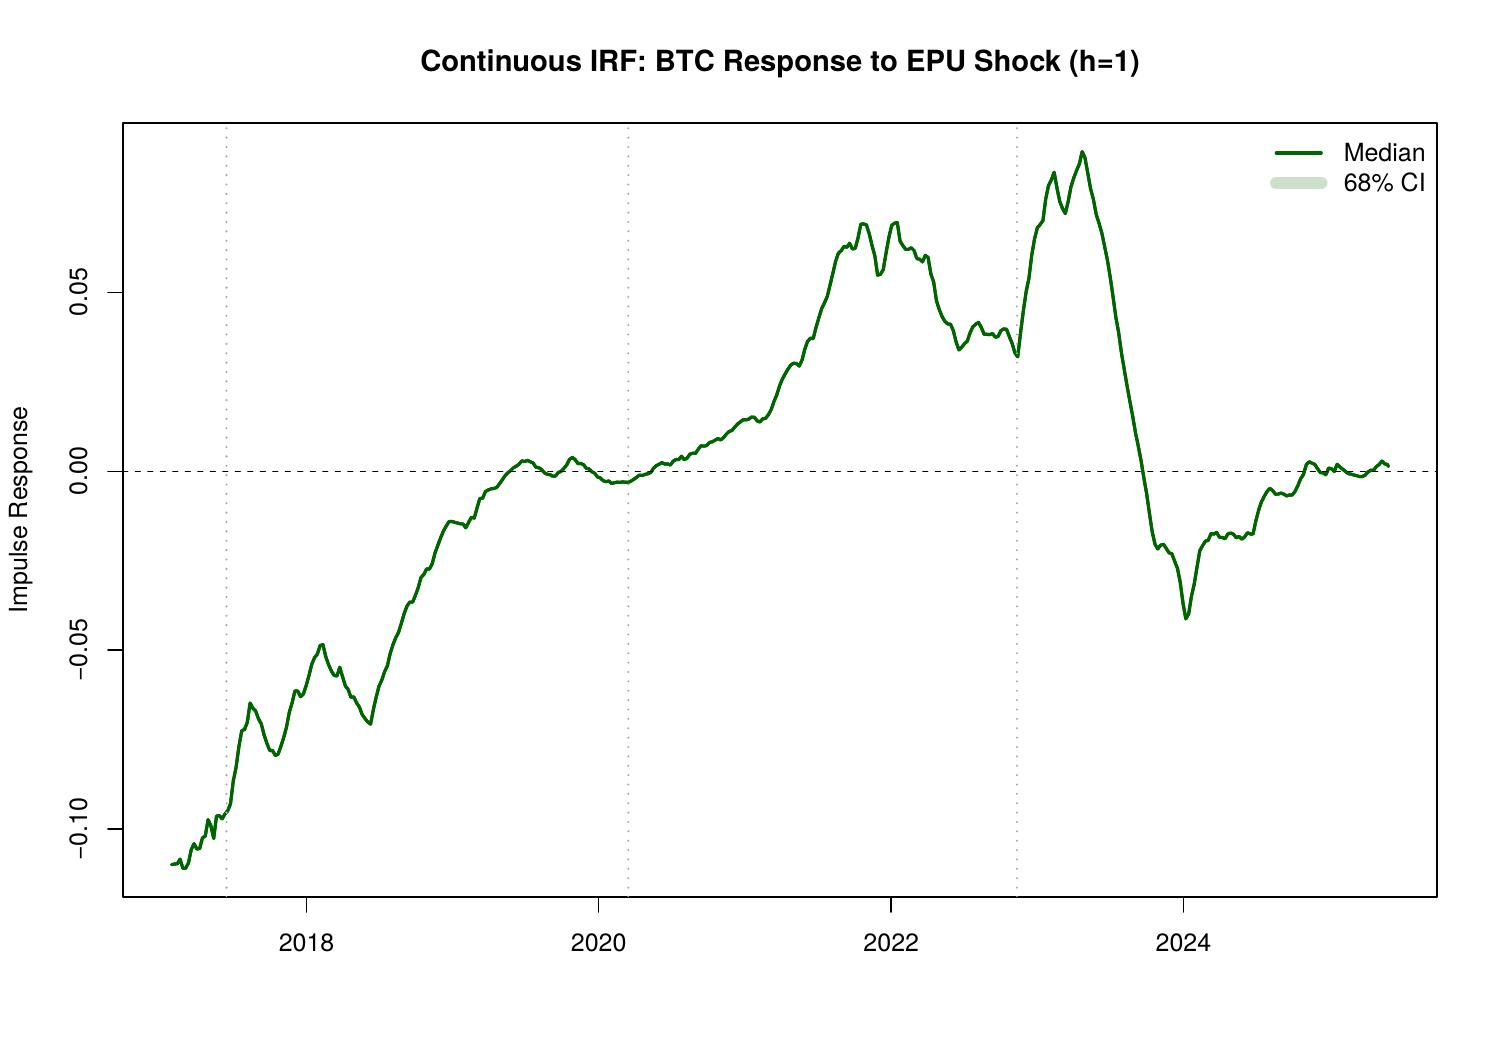 Continuous IRF: BTC Response to EPU Shock (h=1)
Median
68% CI
Impulse Response
0.05
0.00
−0.05
−0.10
2018
2020
2022
2024